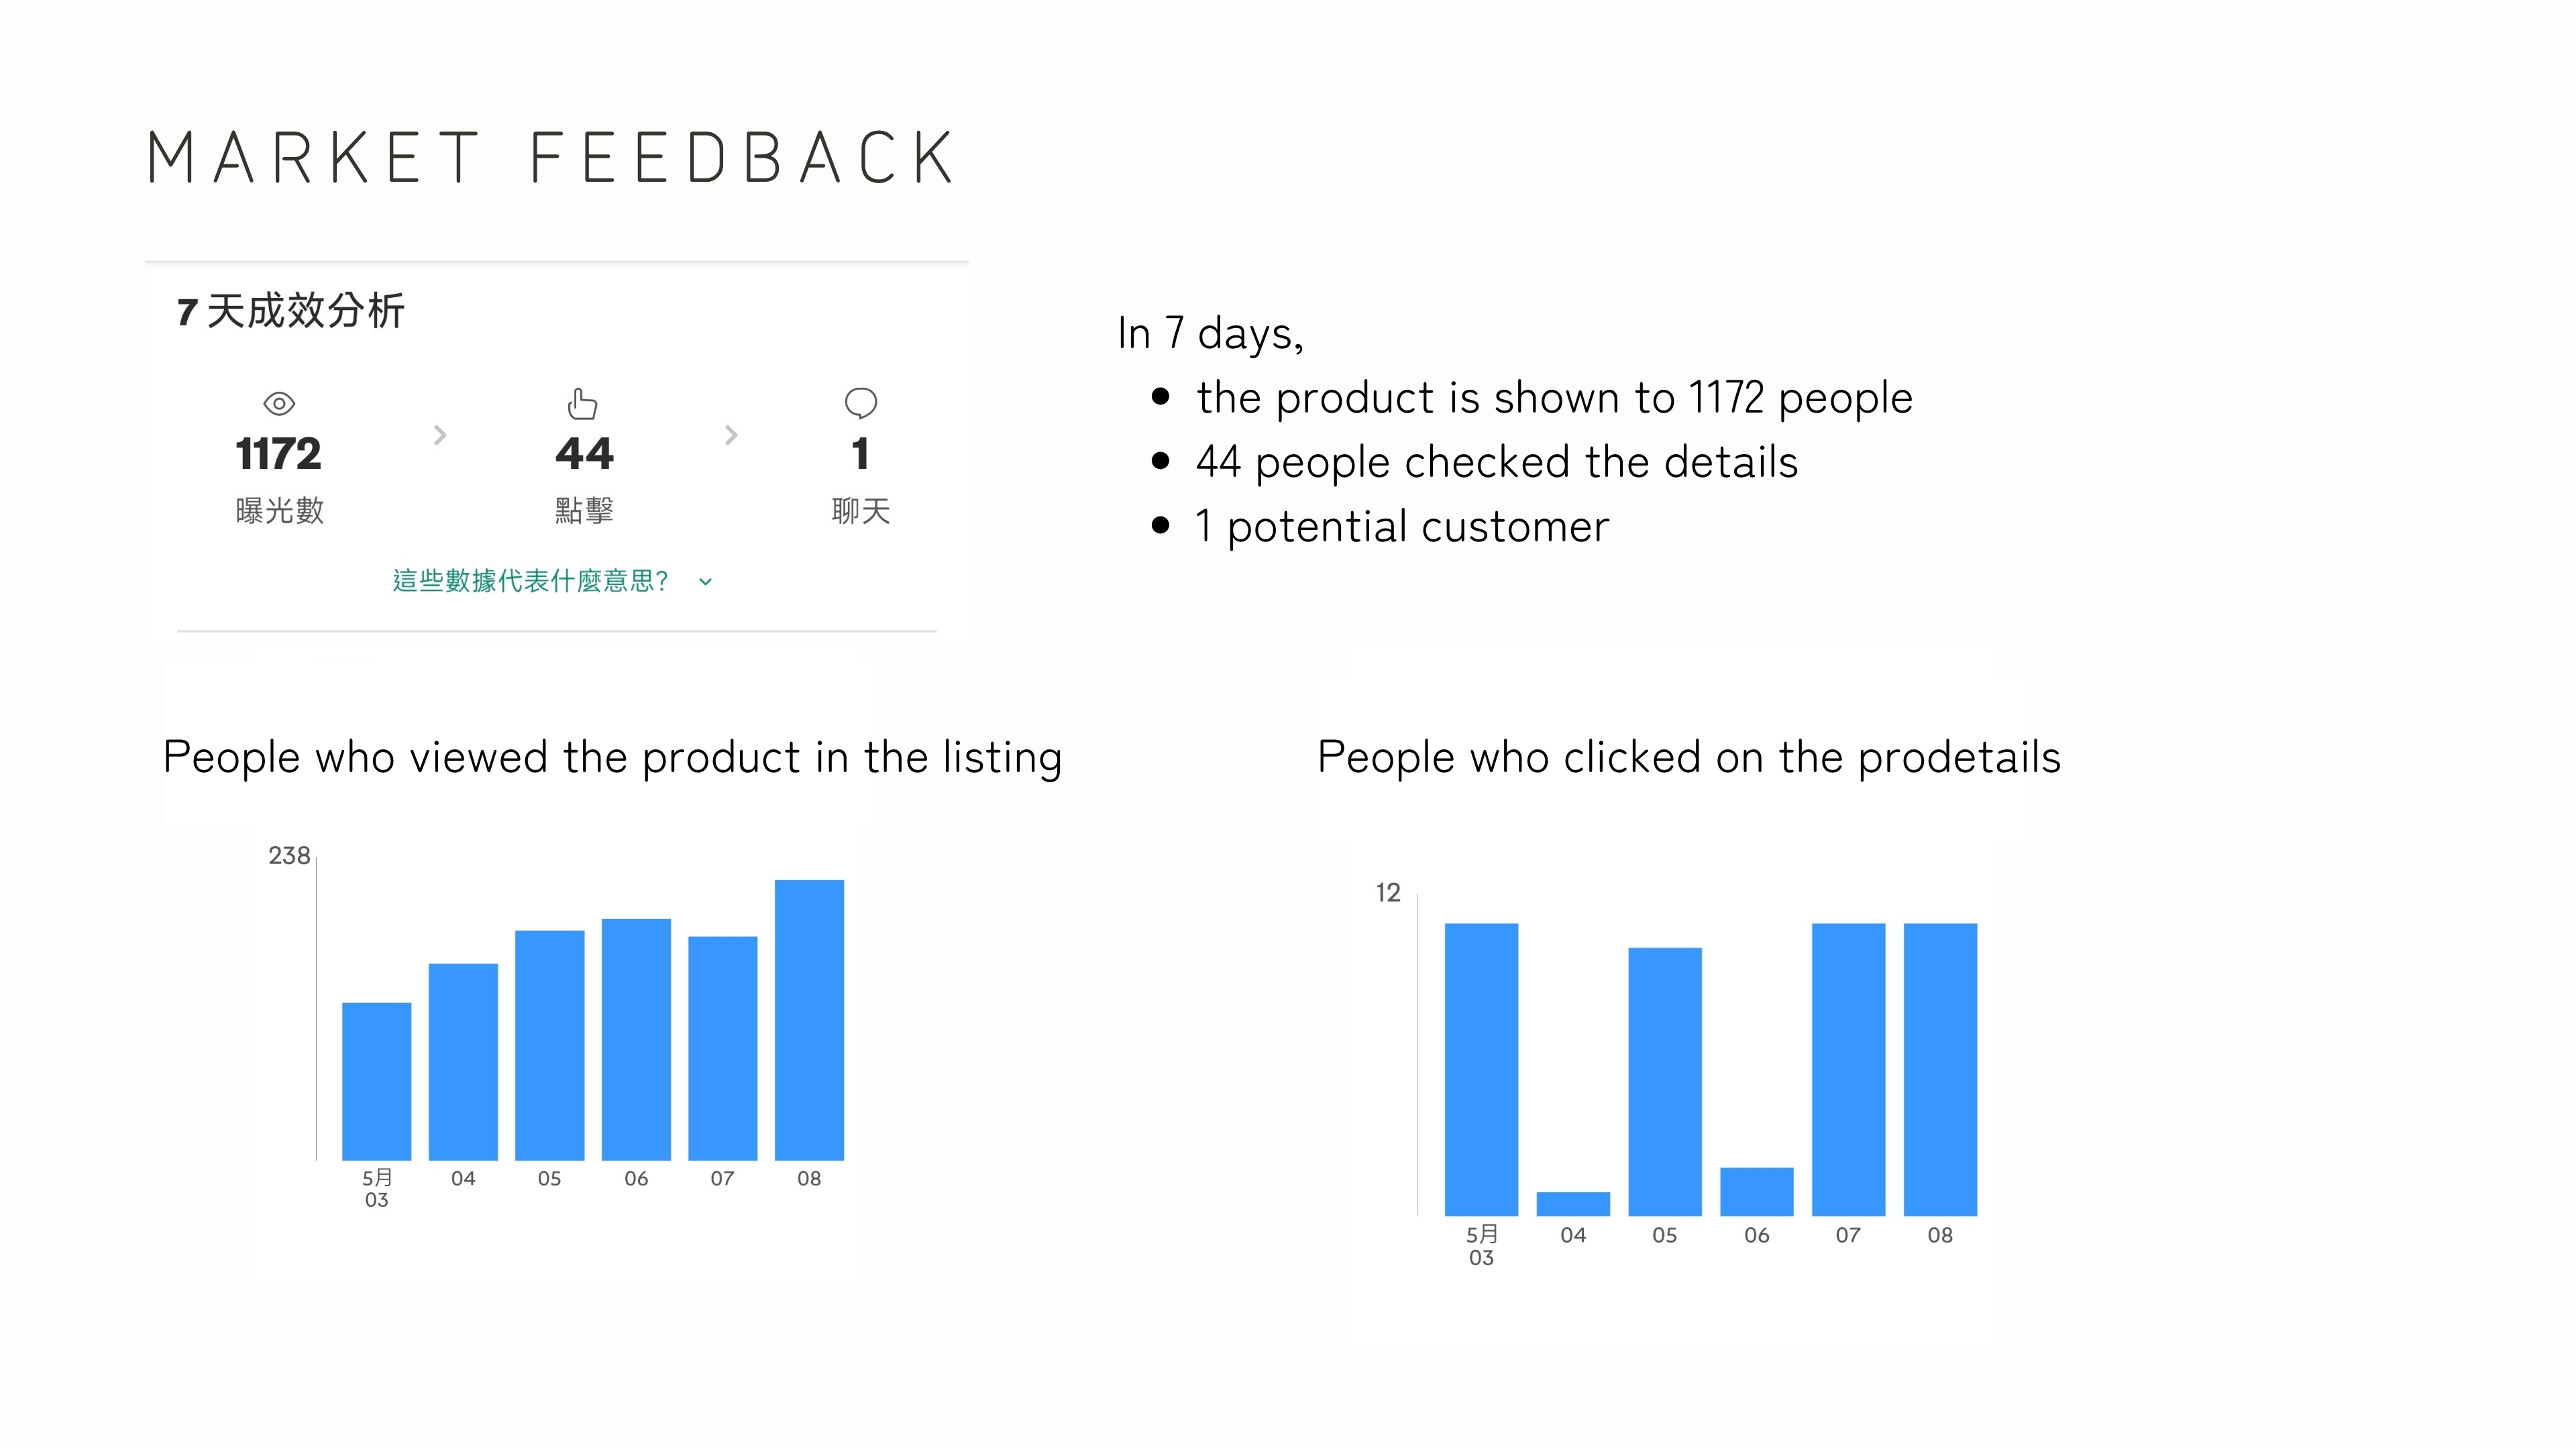 MARKET FEEDBACK
7 天成效分析
1172
44
1
曝光數
點擊
聊天
這些數據代表什麼意思?
In 7 days,
the product is shown to 1172 people
44 people checked the details
1 potential customer
People who viewed the product in the listing
238
5月 04 05 06 07 08
03
People who clicked on the prodetails
12
5月 04 05 06 07 08
03